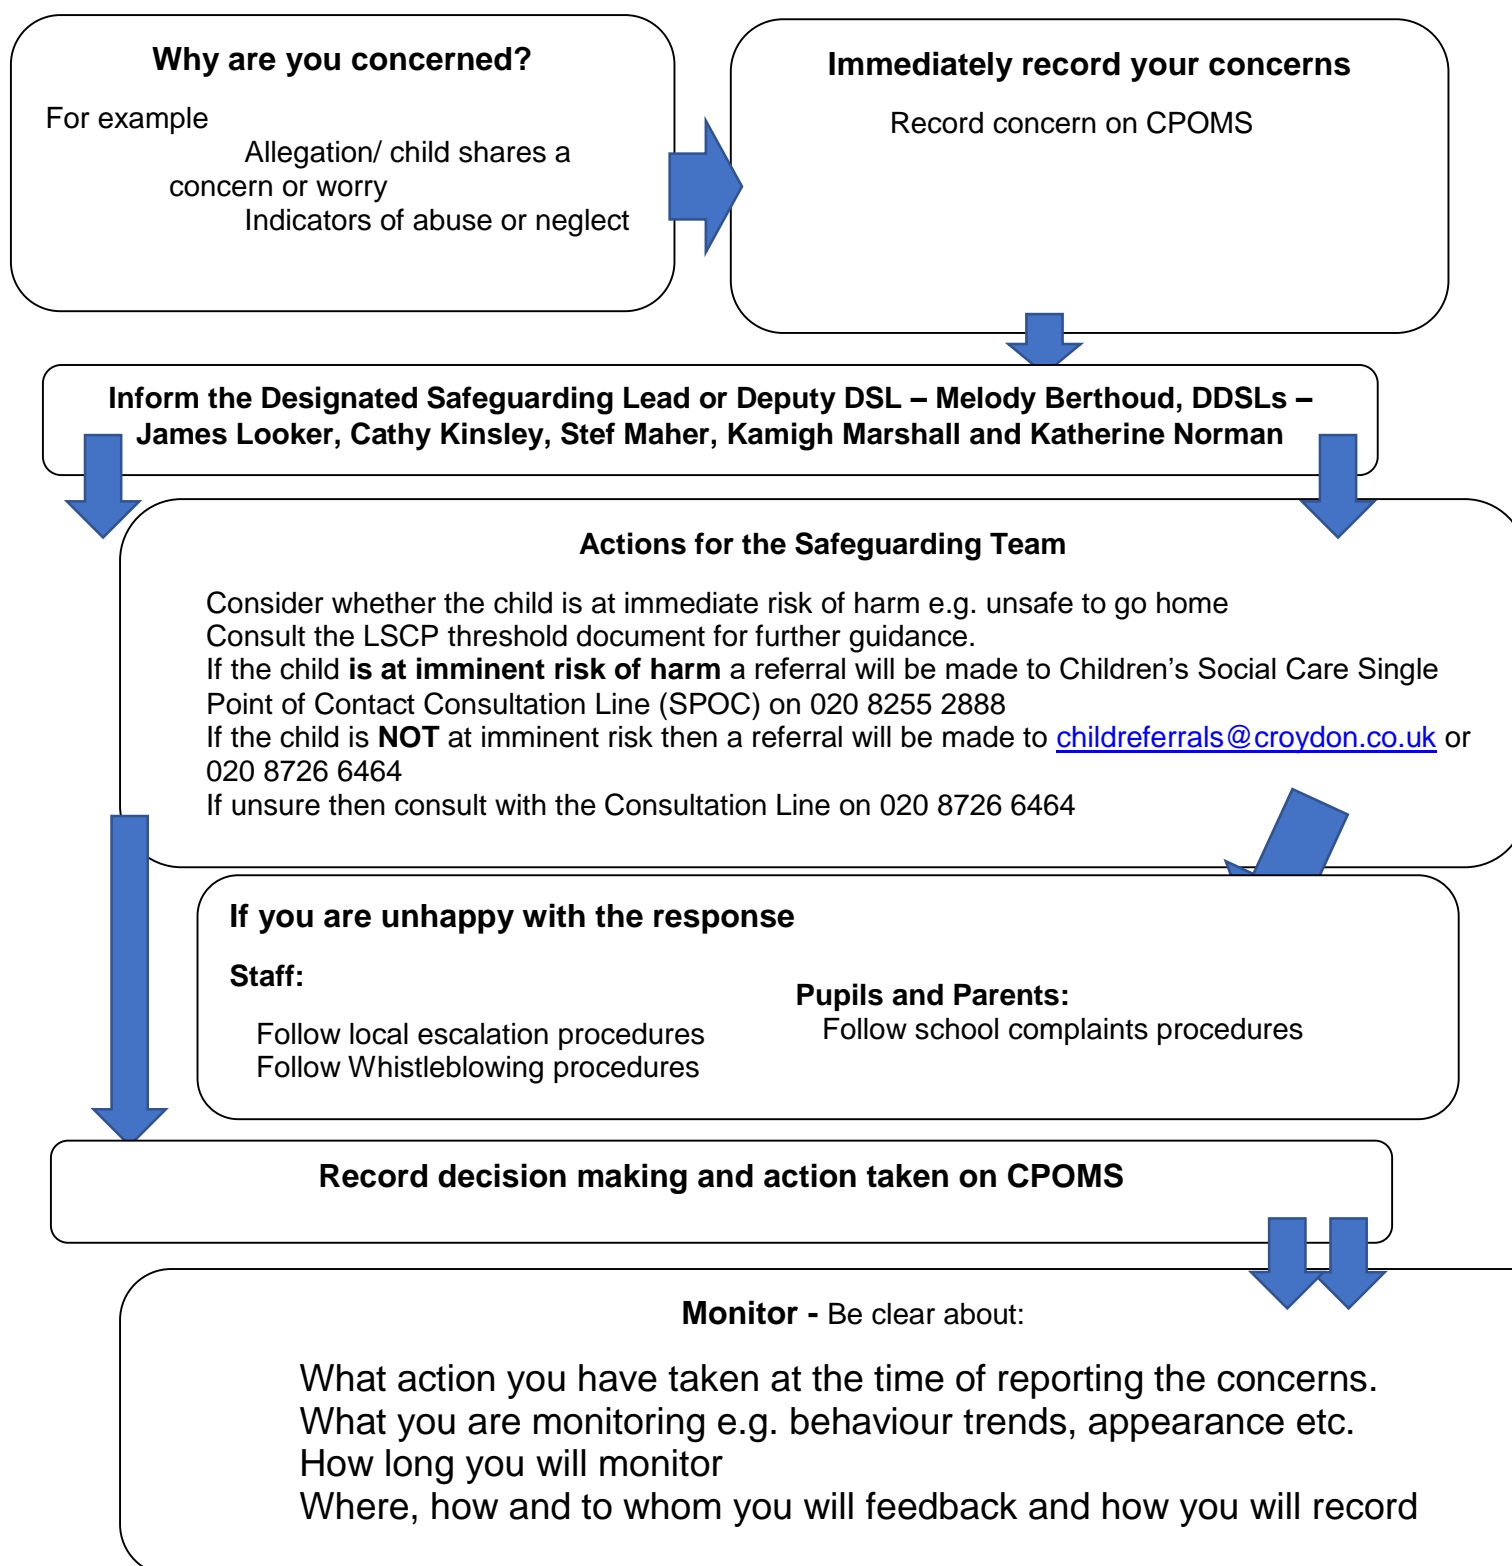 Why are you concerned?
For example
Allegation/ child shares a
concern or worry
Indicators of abuse or neglect
Immediately record your concerns
Record concern on CPOMS
Inform the Designated Safeguarding Lead or Deputy DSL – Melody Berthoud, DDSLs –
James Looker, Cathy Kinsley, Stef Maher, Kamigh Marshall and Katherine Norman
Actions for the Safeguarding Team
Consider whether the child is at immediate risk of harm e.g. unsafe to go home
Consult the LSCP threshold document for further guidance.
If the child is at imminent risk of harm a referral will be made to Children’s Social Care Single
Point of Contact Consultation Line (SPOC) on 020 8255 2888
If the child is NOT at imminent risk then a referral will be made to childreferrals@croydon.co.uk or
020 8726 6464
If unsure then consult with the Consultation Line on 020 8726 6464
If you are unhappy with the response
Staff:
Follow local escalation procedures
Follow Whistleblowing procedures
Pupils and Parents:
Follow school complaints procedures
Record decision making and action taken on CPOMS
Monitor - Be clear about:
What action you have taken at the time of reporting the concerns.
What you are monitoring e.g. behaviour trends, appearance etc.
How long you will monitor
Where, how and to whom you will feedback and how you will record